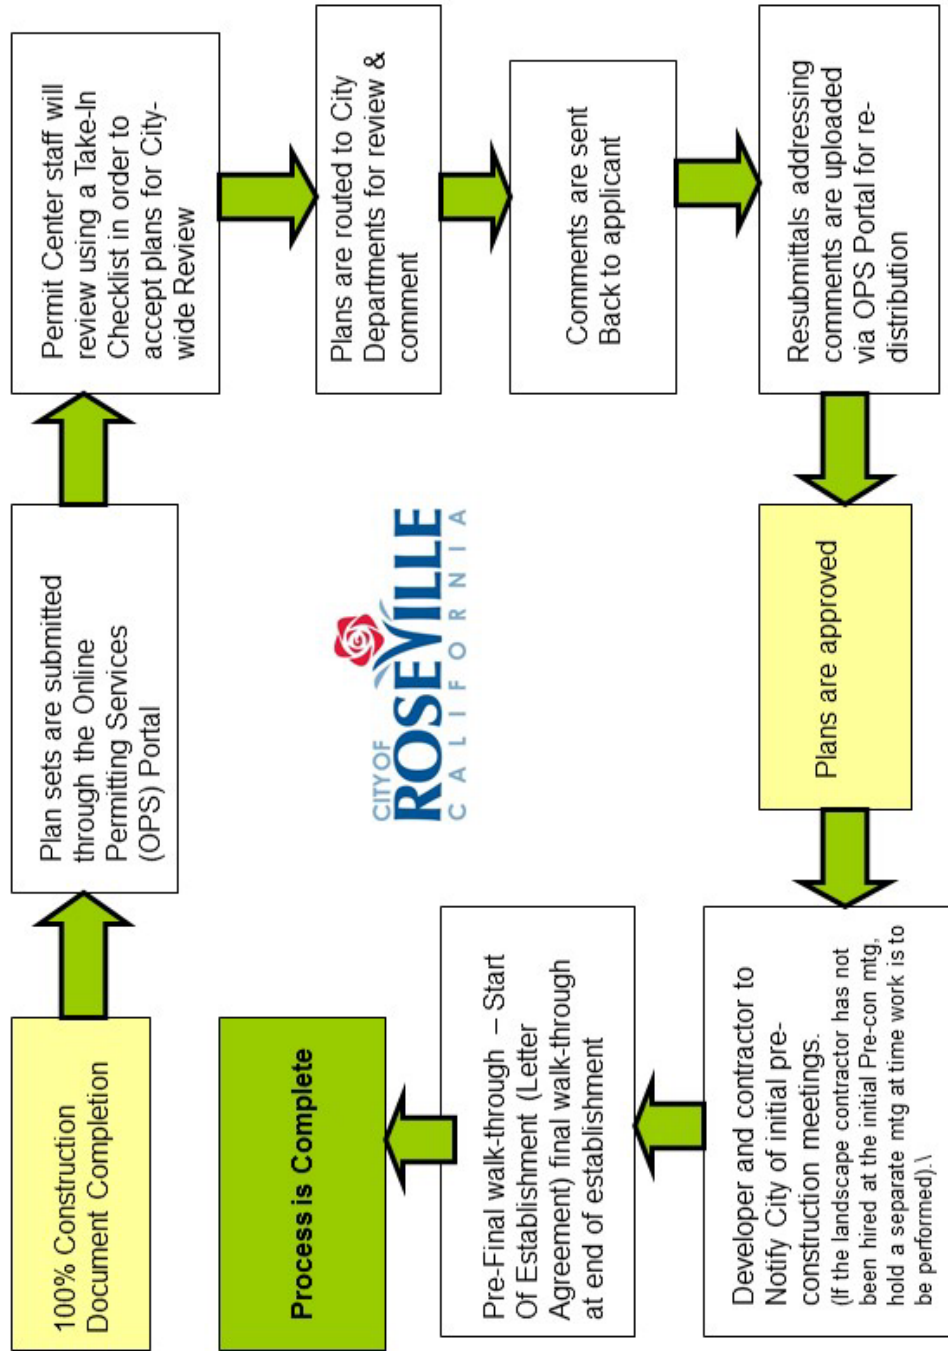 100% Construction
Document Completion
Plan sets are submitted
through the Online
Permitting Services
(OPS) Portal
Permit Center staff will
review using a Take-In
Checklist in order to
accept plans for City-
wide Review
Plans are routed to City
Departments for review &
comment
Comments are sent
Back to applicant
Resubmittals addressing
comments are uploaded
via OPS Portal for re-
distribution
Plans are approved
Developer and contractor to
Notify City of initial pre-
construction meetings.
(If the landscape contractor has not
been hired at the initial Pre-con mtg,
hold a separate mtg at time work is to
be performed).\
Pre-Final walk-through – Start
Of Establishment (Letter
Agreement) final walk-through
at end of establishment
Process is Complete
CITY OF
ROSEVILLE
CALIFORNIA